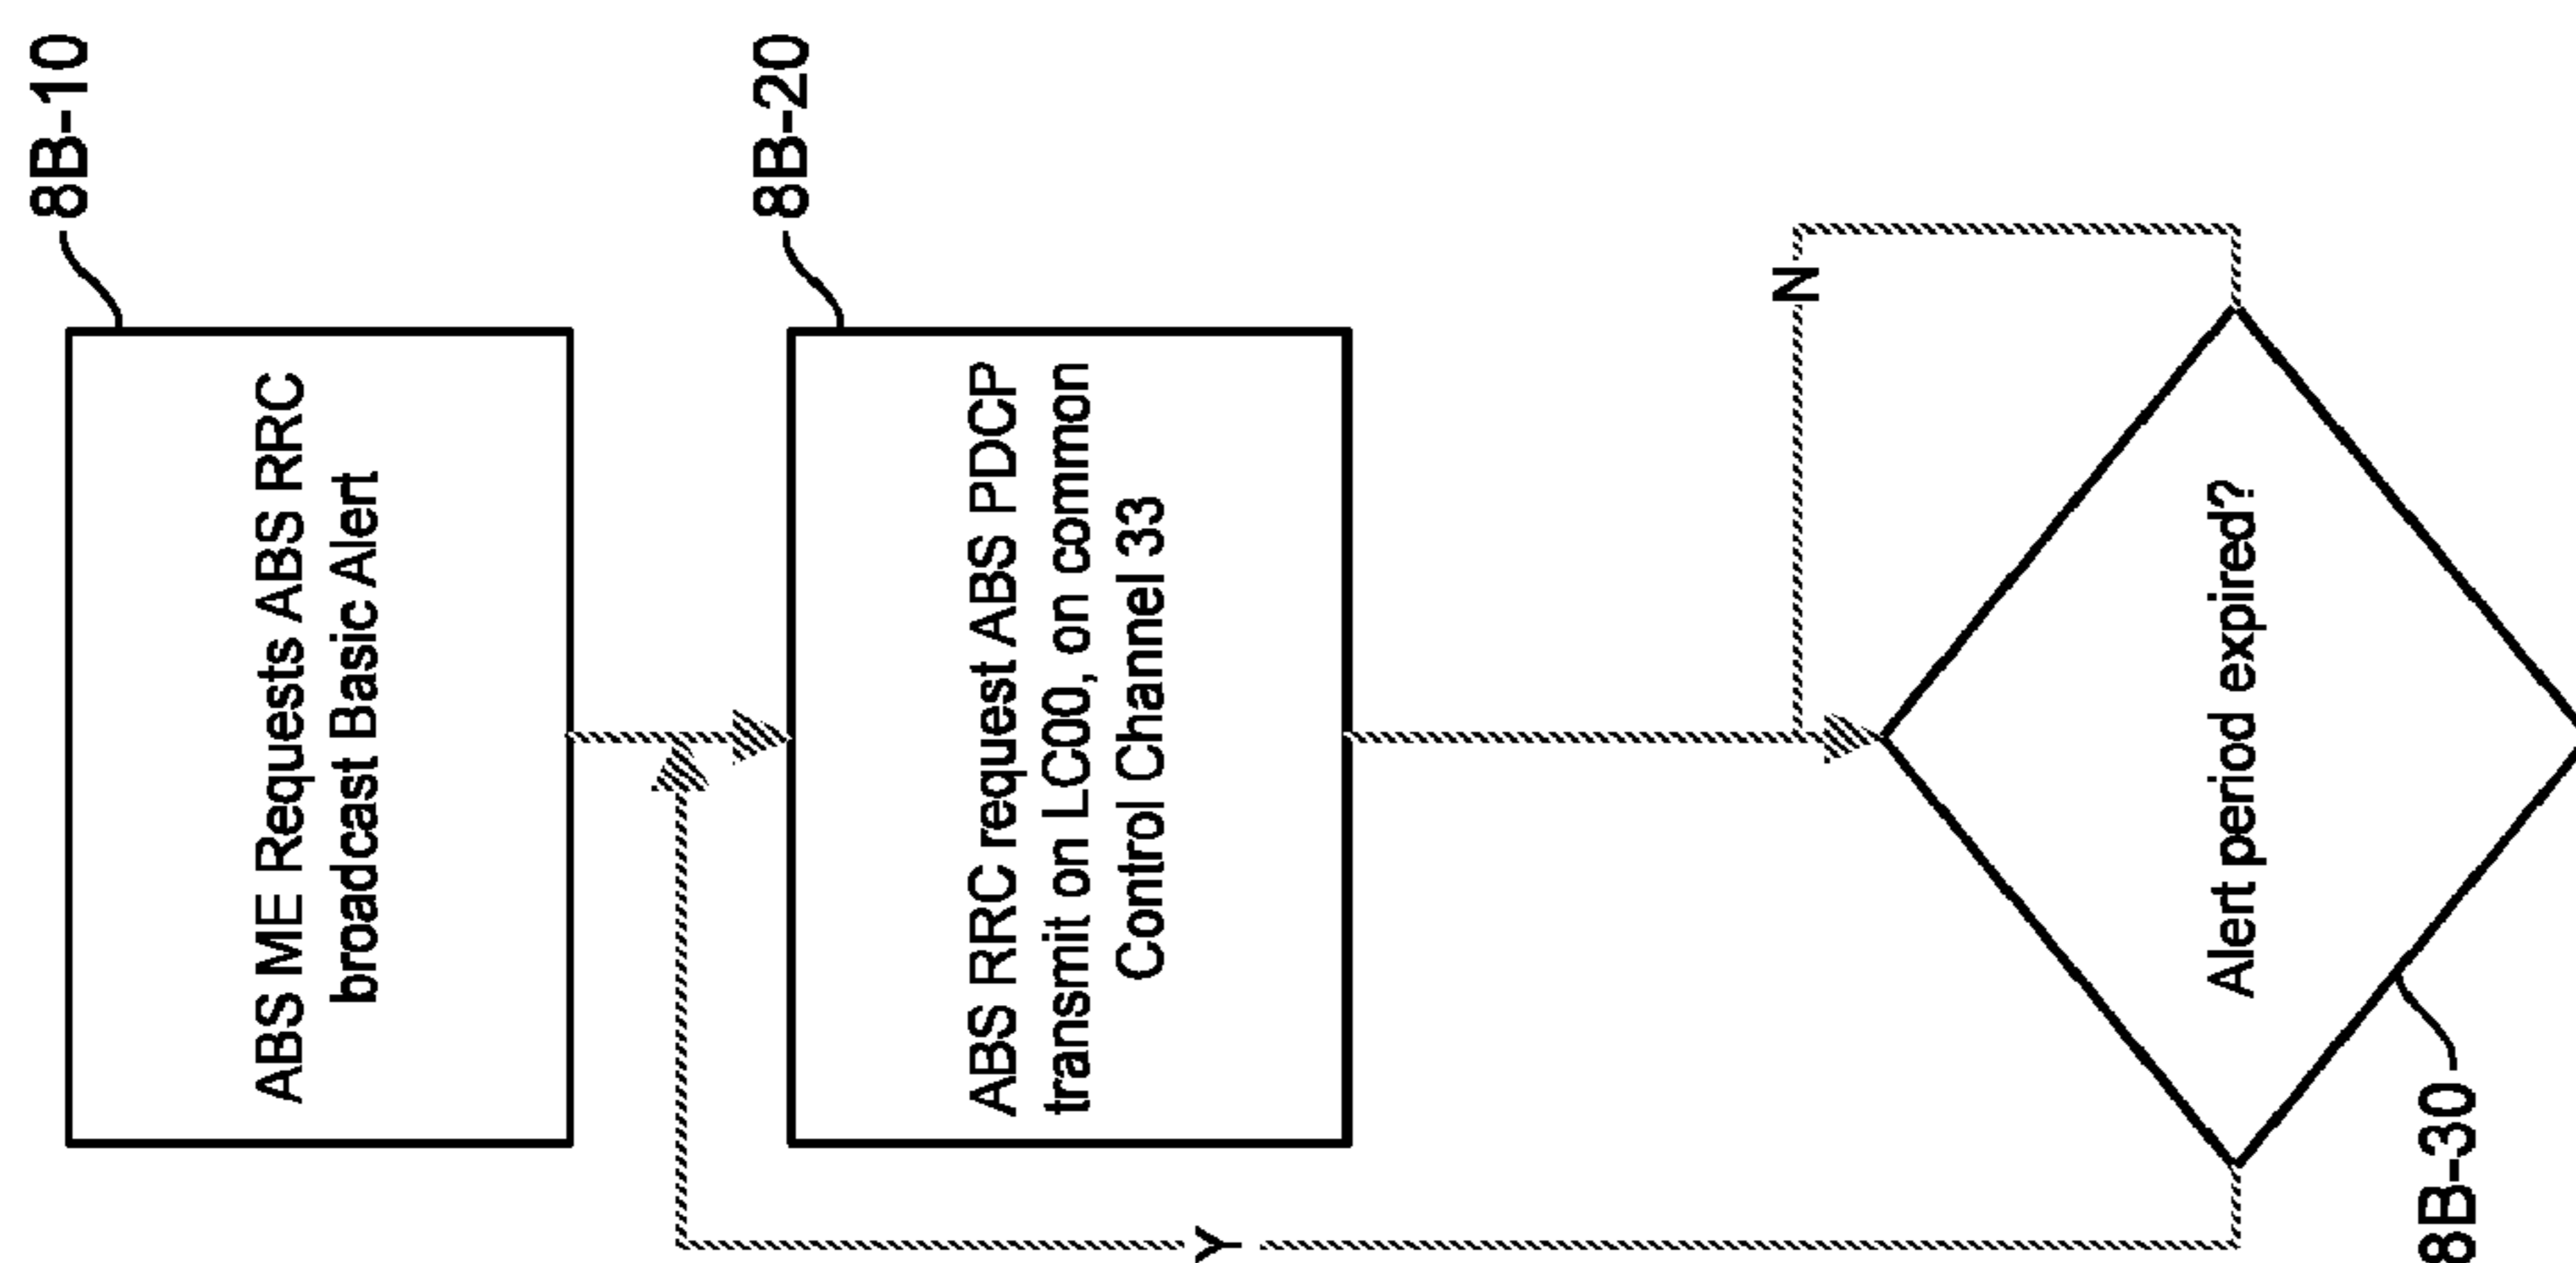 8B-10
ABS ME Requests ABS RRC
broadcast Basic Alert
8B-20
ABS RRC request ABS PDCP
transmit on LC00, on common
Control Channel 33
N
Alert period expired?
Y
8B-30